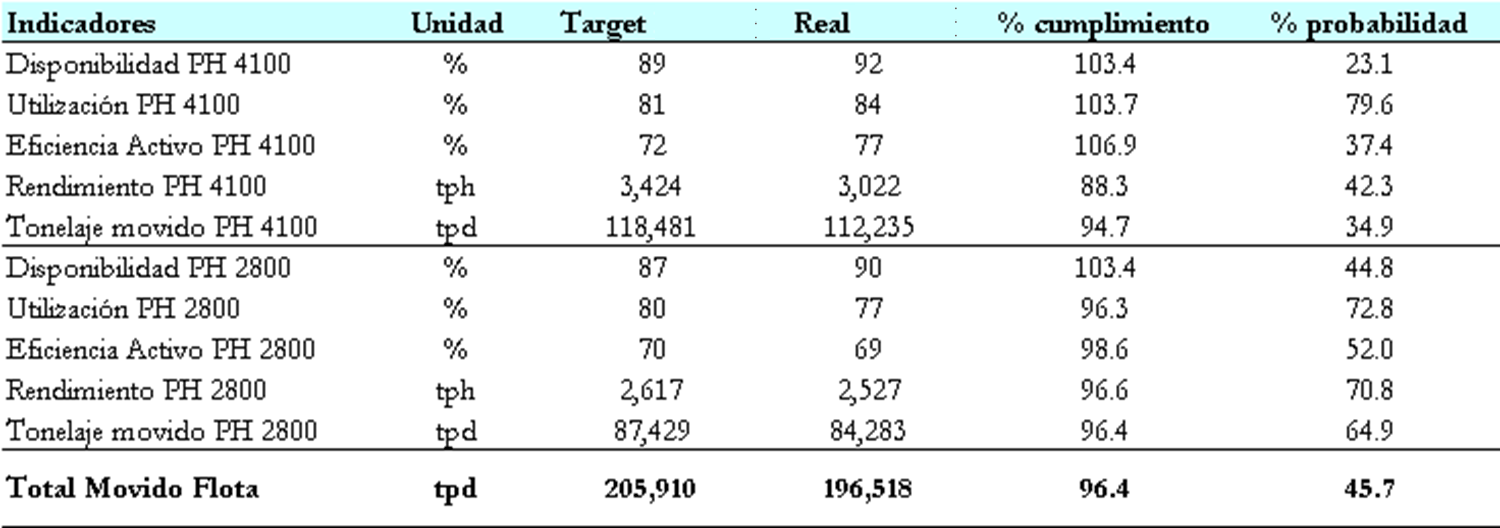 Indicadores Unidad Target Real % cumplimiento % probabilidad
Disponibilidad PH 4100 % 89 92 103.4 23.1
Utilización PH 4100 % 81 84 103.7 79.6
Eficiencia Activo PH 4100 % 72 77 106.9 37.4
Rendimiento PH 4100 tph 3,424 3,022 88.3 42.3
Tonelaje movido PH 4100 tpd 118,481 112,235 94.7 34.9
Disponibilidad PH 2800 % 87 90 103.4 44.8
Utilización PH 2800 % 80 77 96.3 72.8
Eficiencia Activo PH 2800 % 70 69 98.6 52.0
Rendimiento PH 2800 tph 2,617 2,527 96.6 70.8
Tonelaje movido PH 2800 tpd 87,429 84,283 96.4 64.9
Total Movido Flota tpd 205,910 196,518 96.4 45.7